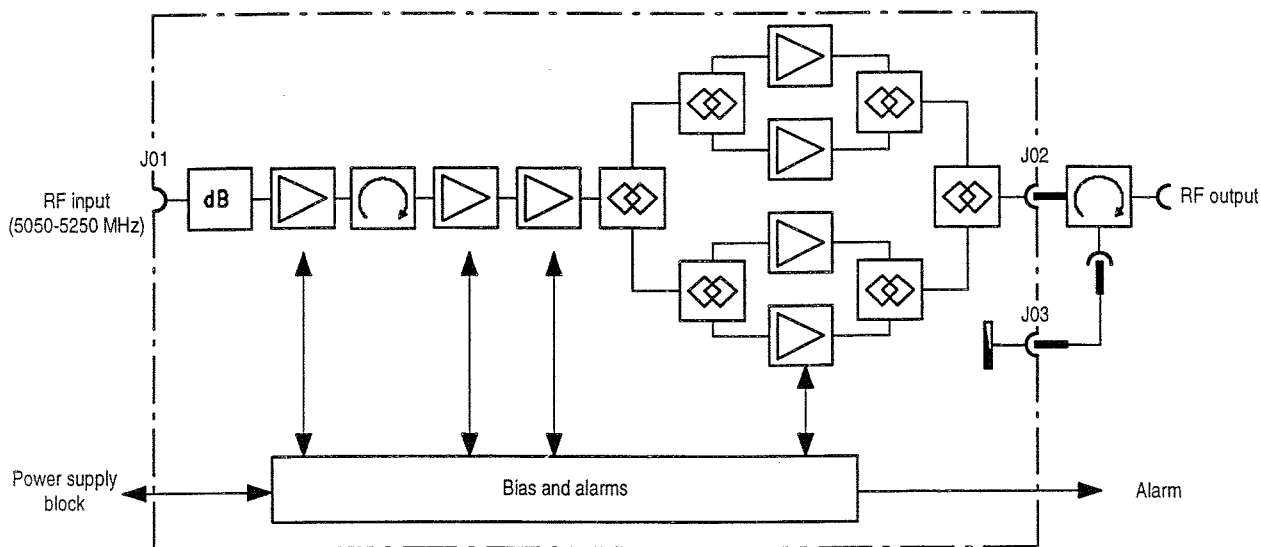 J01
RF input
(5050-5250 MHz)
dB
J02
RF output
J03
Power supply
block
Bias and alarms
Alarm